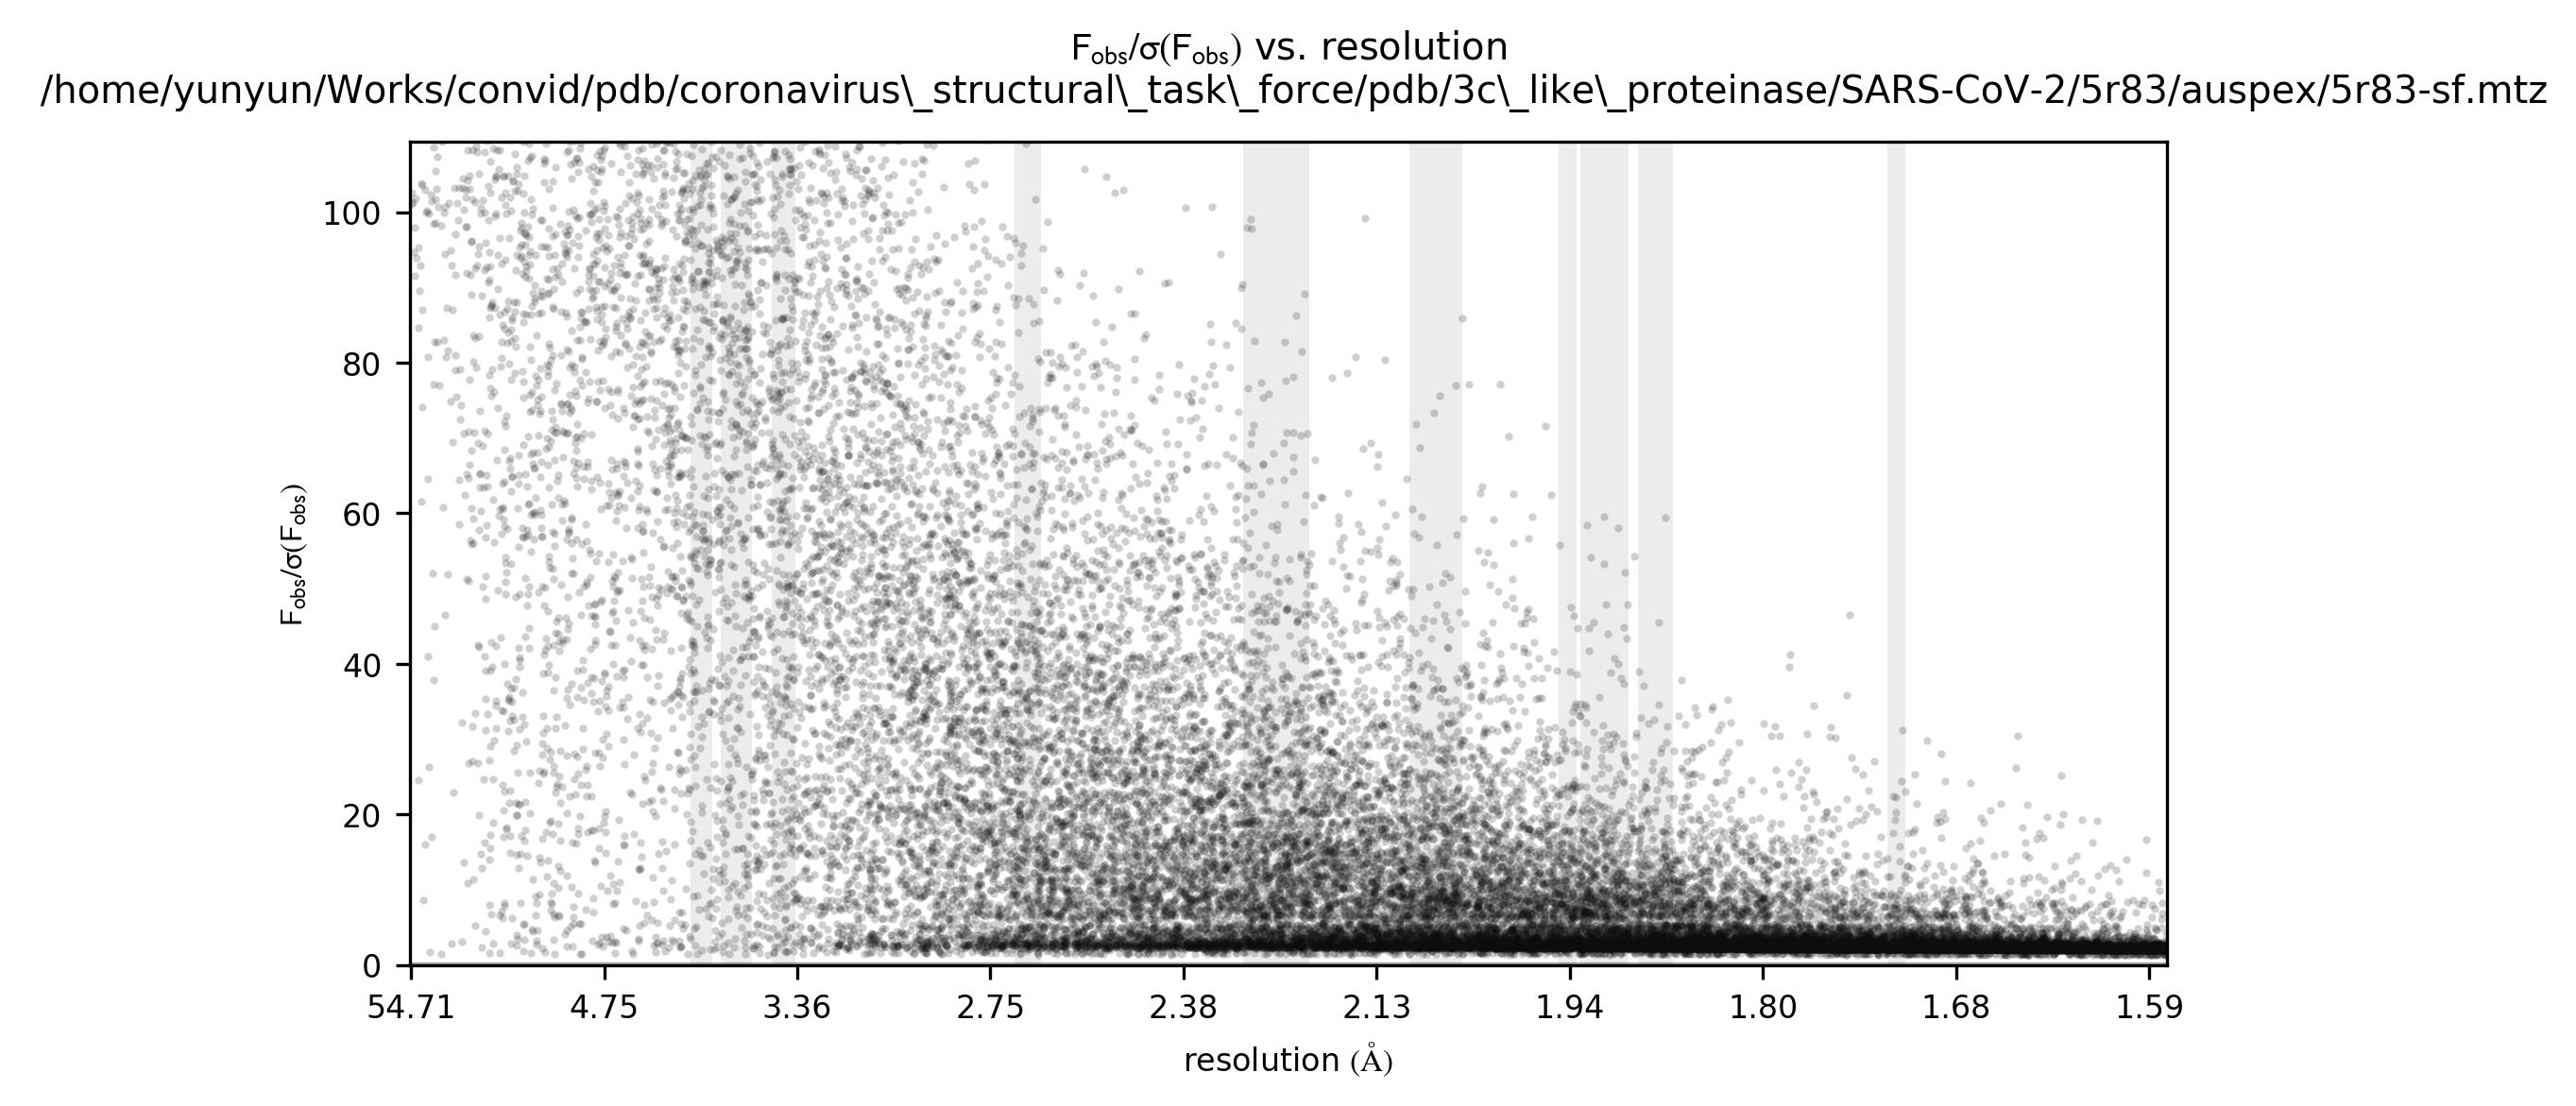 Fobs/σ(Fobs) vs. resolution
/home/yunyun/Works/convid/pdb/coronavirus\_structural\_task\_force/pdb/3c\_like\_proteinase/SARS-CoV-2/5r83/auspex/5r83-sf.mtz
100
80
60
40
20
0
Fobs/σ(Fobs)
54.71 4.75 3.36 2.75 2.38 2.13 1.94 1.80 1.68 1.59
resolution (Å)